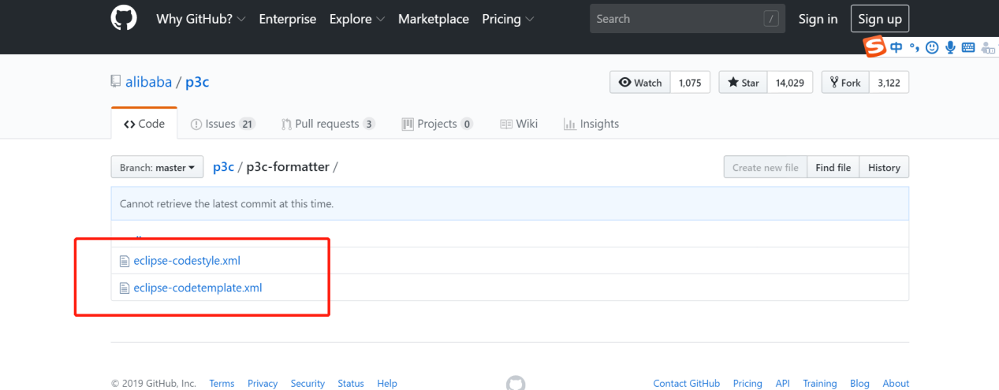 Why GitHub? Enterprise Explore Marketplace Pricing Search / Sign in Sign up
S 中
alibaba / p3c Watch 1,075 Star 14,029 Fork 3,122
Code Issues 21 Pull requests 3 Projects 0 Wiki Insights
Branch: master p3c / p3c-formatter / Create new file Find file History
Cannot retrieve the latest commit at this time.
..
eclipse-codestyle.xml
eclipse-codetemplate.xml
© 2019 GitHub, Inc. Terms Privacy Security Status Help Contact GitHub Pricing API Training Blog About